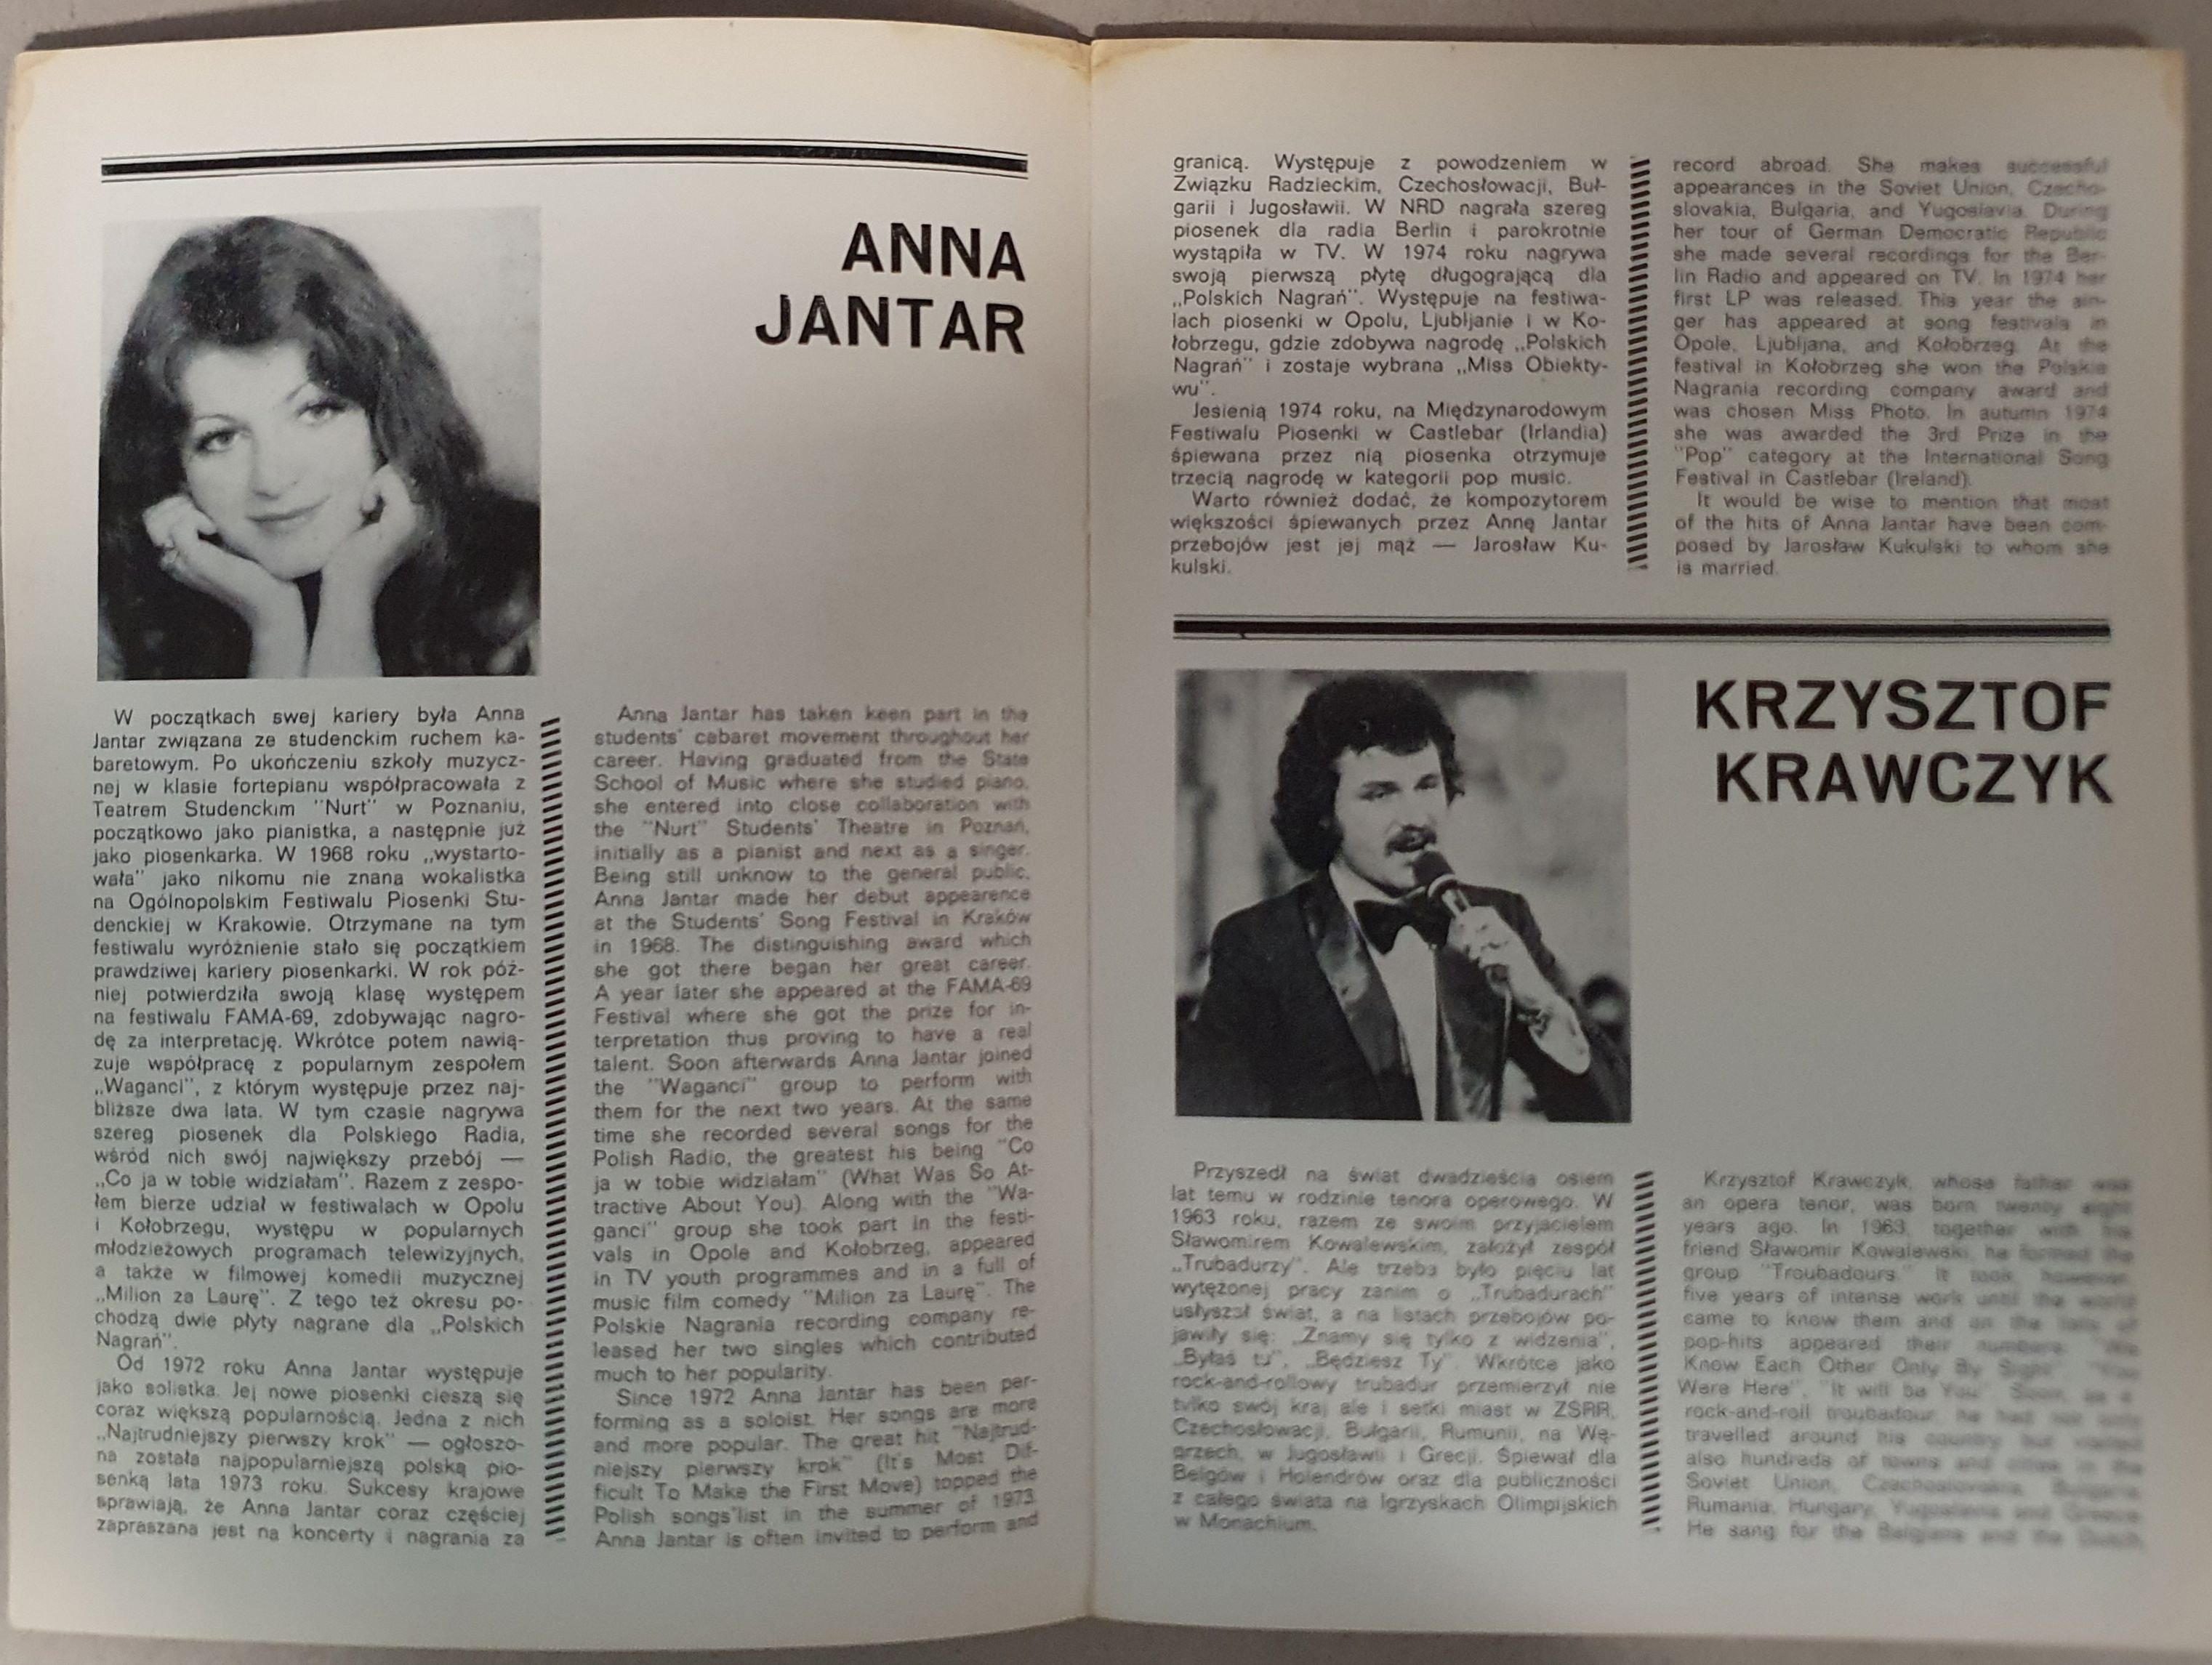 ANNA
JANTAR
W początkach swej kariery była Anna
Jantar związana ze studenckim ruchem ka-
baretowym. Po ukończeniu szkoły muzycz-
nej w klasie fortepianu współpracowała z
Teatrem Studenckim "Nurt" w Poznaniu,
początkowo jako pianistka, a następnie już
jako piosenkarka. W 1968 roku „wystarto-
wała" jako nikomu nie znana wokalistka
na Ogólnopolskim Festiwalu Piosenki Stu-
denckiej w Krakowie. Otrzymane na tym
festiwalu wyróżnienie stało się początkiem
prawdziwej kariery piosenkarki. W rok póź-
niej potwierdziła swoją klasę występem
na festiwalu FAMA-69, zdobywając nagro-
dę za interpretację. Wkrótce potem nawią-
zuje współpracę z popularnym zespołem
„Waganci", z którym występuje przez naj-
bliższe dwa lata. W tym czasie nagrywa
szereg piosenek dla Polskiego Radia,
wśród nich swój największy przebój —
„Co ja w tobie widziałam". Razem z zespo-
łem bierze udział w festiwalach w Opolu
i Kołobrzegu, występu w popularnych
młodzieżowych programach telewizyjnych,
a także w filmowej komedii muzycznej
„Milion za Laurę". Z tego też okresu po-
chodzą dwie płyty nagrane dla „Polskich
Nagrań".
Od 1972 roku Anna Jantar występuje
jako solistka. Jej nowe piosenki cieszą się
coraz większą popularnością. Jedna z nich
„Najtrudniejszy pierwszy krok" — ogłoszo-
na została najpopularniejszą polską pio-
senką lata 1973 roku. Sukcesy krajowe
sprawiają, że Anna Jantar coraz częściej
zapraszana jest na koncerty i nagrania za
Anna Jantar has taken keen part in the
students' cabaret movement throughout her
career. Having graduated from the State
School of Music where she studied piano,
she entered into close collaboration with
the "Nurt" Students' Theatre in Poznań,
initially as a pianist and next as a singer.
Being still unknow to the general public,
Anna Jantar made her debut appearence
at the Students' Song Festival in Kraków
in 1968. The distinguishing award which
she got there began her great career.
A year later she appeared at the FAMA-69
Festival where she got the prize for in-
terpretation thus proving to have a real
talent. Soon afterwards Anna Jantar joined
the "Waganci" group to perform with
them for the next two years. At the same
time she recorded several songs for the
Polish Radio, the greatest his being "Co
ja w tobie widziałam" (What Was So At-
tractive About You). Along with the "Wa-
ganci" group she took part in the festi-
vals in Opole and Kołobrzeg, appeared
in TV youth programmes and in a full of
music film comedy "Milion za Laurę". The
Polskie Nagrania recording company re-
leased her two singles which contributed
much to her popularity.
Since 1972 Anna Jantar has been per-
forming as a soloist. Her songs are more
and more popular. The great hit "Najtrud-
niejszy pierwszy krok" (It's Most Dif-
ficult To Make the First Move) topped the
Polish songs'list in the summer of 1973.
Anna Jantar is often invited to perform and
granicą. Występuje z powodzeniem w
Związku Radzieckim, Czechosłowacji, Buł-
garii i Jugosławii. W NRD nagrała szereg
piosenek dla radia Berlin i parokrotnie
wystąpiła w TV. W 1974 roku nagrywa
swoją pierwszą płytę długogrającą dla
„Polskich Nagrań". Występuje na festiwa-
lach piosenki w Opolu, Ljubljanie i w Ko-
łobrzegu, gdzie zdobywa nagrodę „Polskich
Nagrań" i zostaje wybrana „Miss Obiekty-
wu".
Jesienią 1974 roku, na Międzynarodowym
Festiwalu Piosenki w Castlebar (Irlandia)
śpiewana przez nią piosenka otrzymuje
trzecią nagrodę w kategorii pop music.
Warto również dodać, że kompozytorem
większości śpiewanych przez Annę Jantar
przebojów jest jej mąż — Jarosław Ku-
kulski.
record abroad. She makes successful
appearances in the Soviet Union, Czecho-
slovakia, Bulgaria, and Yugoslavia. During
her tour of German Democratic Republic
she made several recordings for the Ber-
lin Radio and appeared on TV. In 1974 her
first LP was released. This year the sin-
ger has appeared at song festivals in
Opole, Ljubljana, and Kołobrzeg. At the
festival in Kołobrzeg she won the Polskie
Nagrania recording company award and
was chosen Miss Photo. In autumn 1974
she was awarded the 3rd Prize in the
"Pop" category at the International Song
Festival in Castlebar (Ireland).
It would be wise to mention that most
of the hits of Anna Jantar have been com-
posed by Jarosław Kukulski to whom she
is married.
KRZYSZTOF
KRAWCZYK
Przyszedł na świat dwadzieścia osiem
lat temu w rodzinie tenora operowego. W
1963 roku, razem ze swoim przyjacielem
Sławomirem Kowalewskim, założył zespół
„Trubadurzy". Ale trzeba było pięciu lat
wytężonej pracy zanim o „Trubadurach"
usłyszał świat, a na listach przebojów po-
jawiły się: „Znamy się tylko z widzenia",
„Byłaś tu", „Będziesz Ty". Wkrótce jako
rock-and-rollowy trubadur przemierzył nie
tylko swój kraj ale i setki miast w ZSRR,
Czechosłowacji, Bułgarii, Rumunii, na Wę-
grzech, w Jugosławii i Grecji. Śpiewał dla
Belgów i Holendrów oraz dla publiczności
z całego świata na Igrzyskach Olimpijskich
w Monachium.
Krzysztof Krawczyk, whose father was
an opera tenor, was born twenty eight
years ago. In 1963, together with his
friend Sławomir Kowalewski, he formed the
group "Troubadours." It took, however,
five years of intense work until the world
came to know them and on the lists of
pop-hits appeared their numbers: "We
Know Each Other Only By Sight", "You
Were Here", "It will be You". Soon, as a
rock-and-roll troubadour, he had not only
travelled around his country but visited
also hundreds of towns and cities in the
Soviet Union, Czechoslovakia, Bulgaria,
Rumania, Hungary, Yugoslavia and Greece.
He sang for the Belgians and the Dutch,